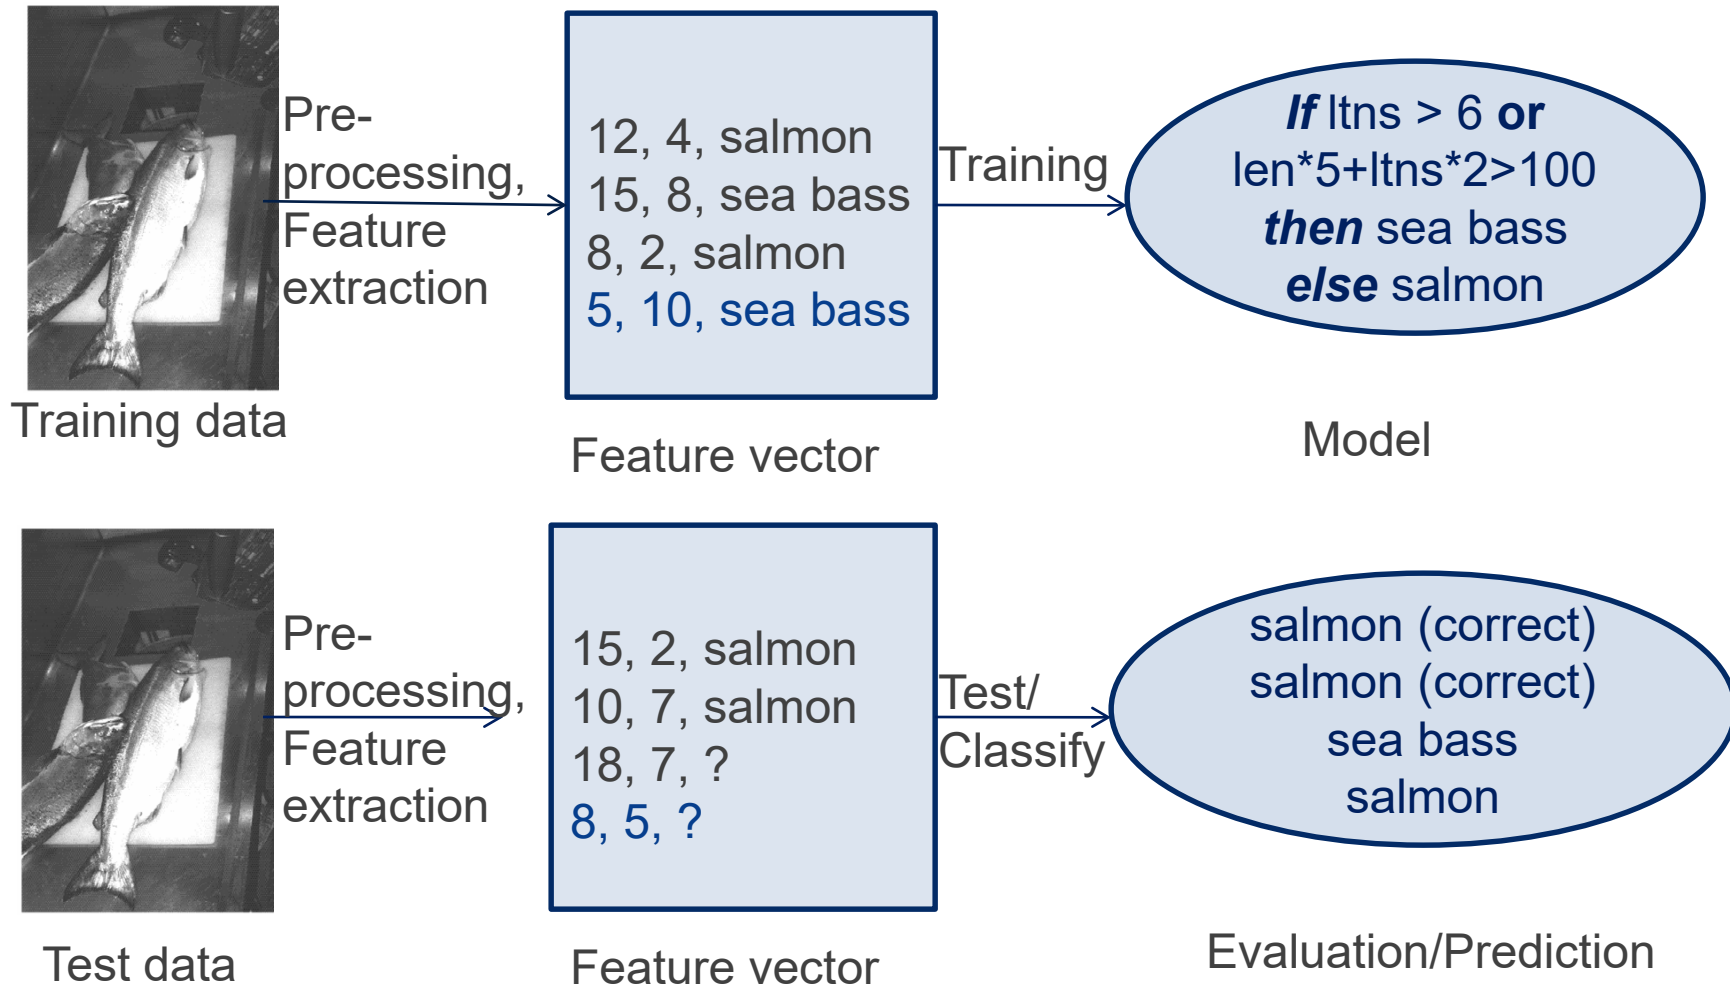 Pre-
processing,
Feature
extraction
12, 4, salmon
15, 8, sea bass
8, 2, salmon
5, 10, sea bass
Training
If ltns > 6 or
len*5+ltns*2>100
then sea bass
else salmon
Training data
Feature vector
Model
Pre-
processing,
Feature
extraction
15, 2, salmon
10, 7, salmon
18, 7, ?
8, 5, ?
Test/
Classify
salmon (correct)
salmon (correct)
sea bass
salmon
Test data
Feature vector
Evaluation/Prediction